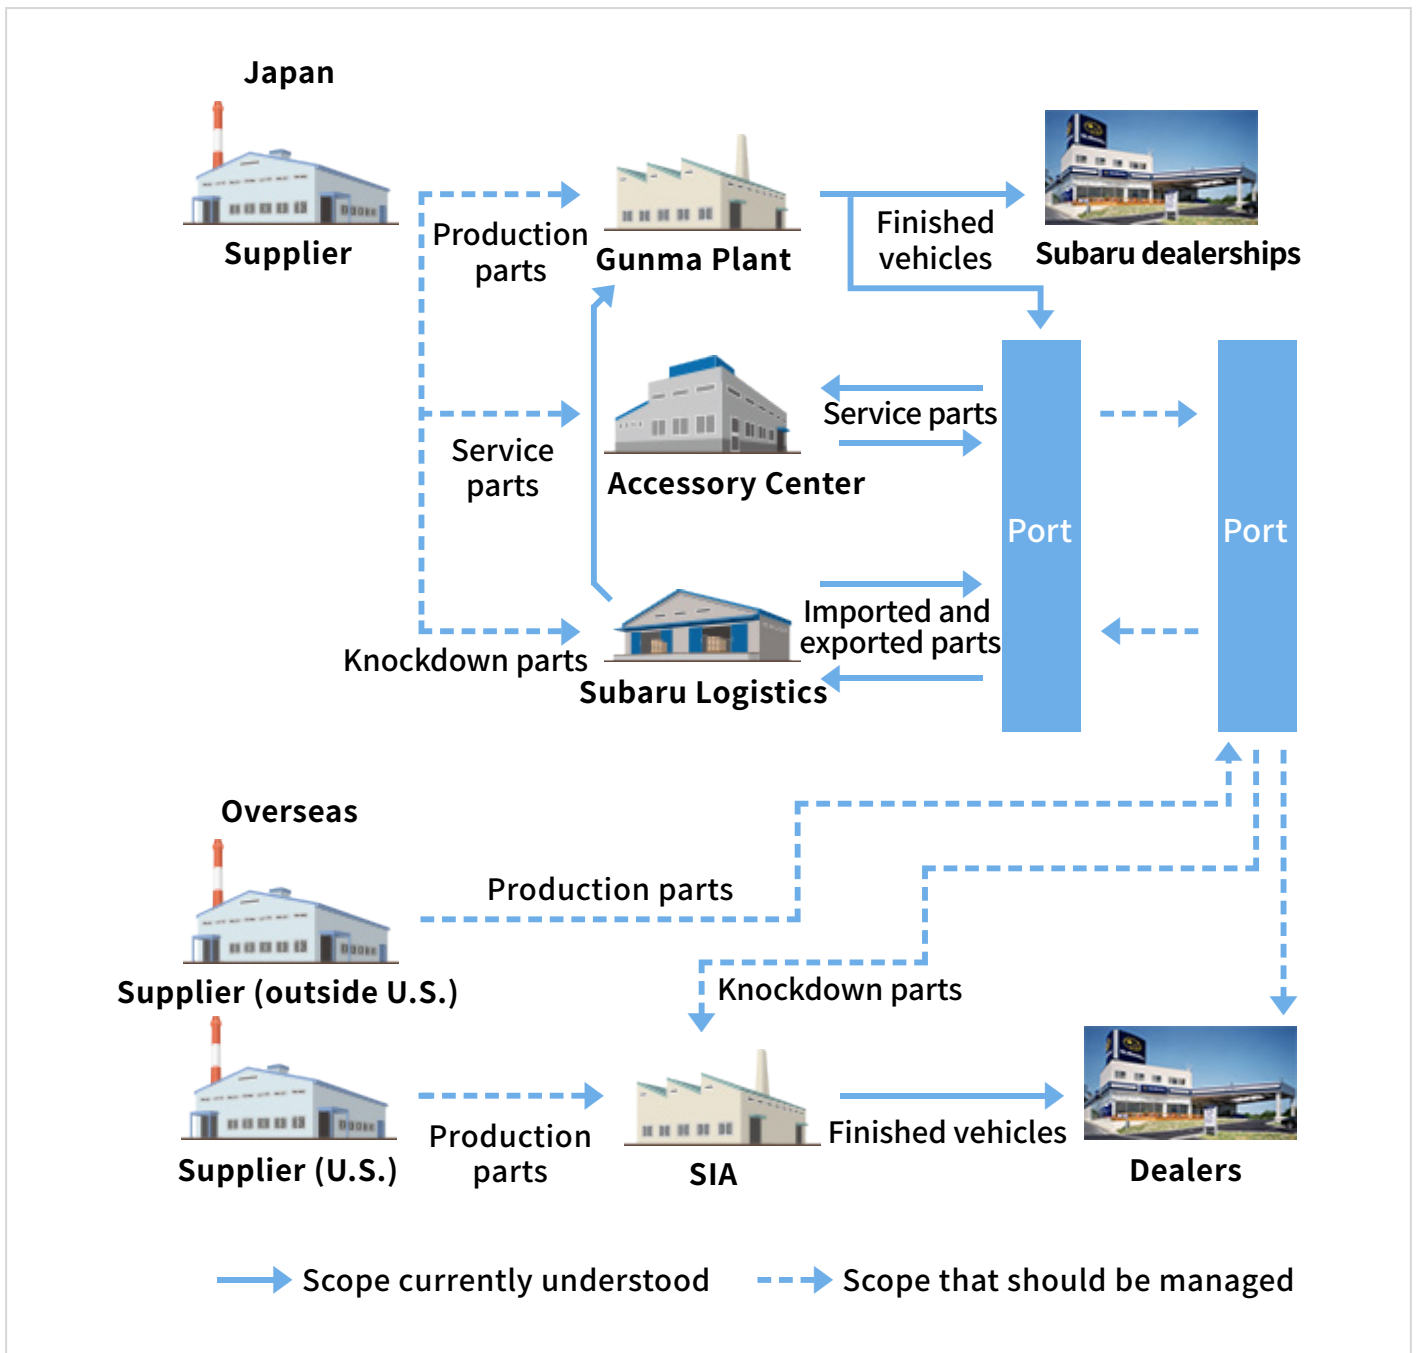 Japan
Supplier
Production
parts
Gunma Plant
Finished
vehicles
Subaru dealerships
Service
parts
Accessory Center
Service parts
Port
Port
Knockdown parts
Subaru Logistics
Imported and
exported parts
Overseas
Supplier (outside U.S.)
Production parts
Knockdown parts
Supplier (U.S.)
Production
parts
SIA
Finished vehicles
Dealers
Scope currently understood
Scope that should be managed